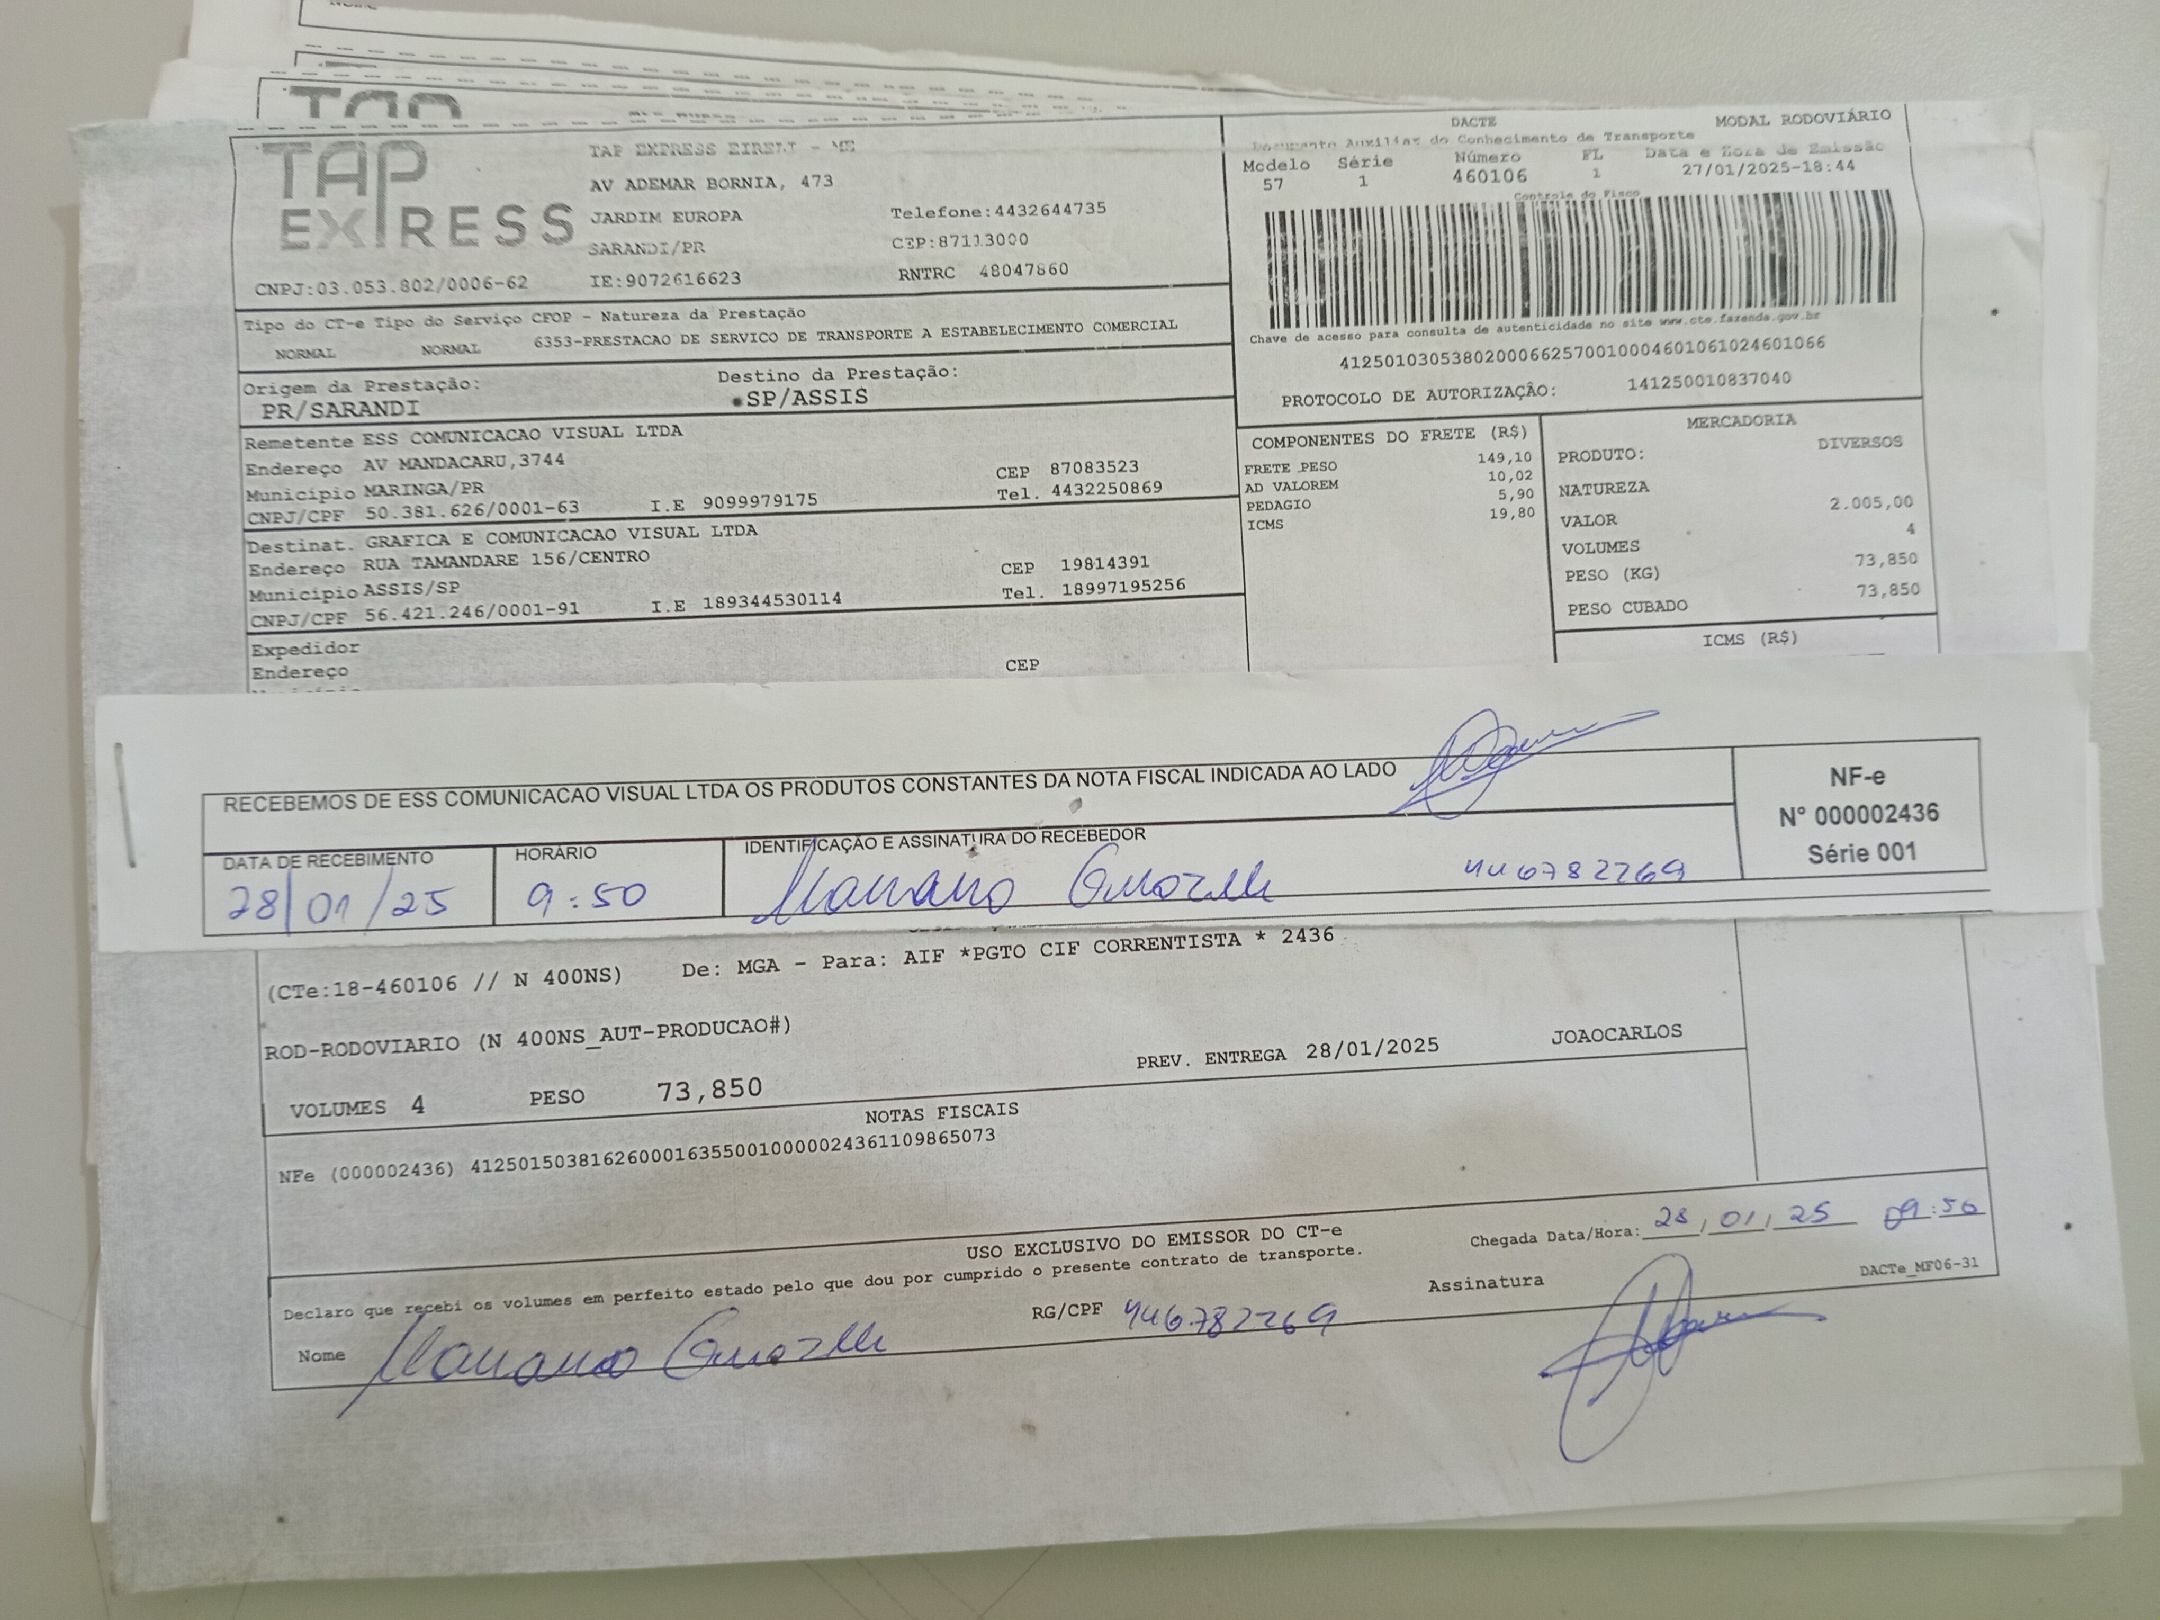 TAP EXPRESS
TAP EXPRESS EIRELI - ME
AV ADEMAR BORNIA, 473
JARDIM EUROPA Telefone:4432644735
SARANDI/PR CEP:87113000
CNPJ:03.053.802/0006-62 IE:9072616623 RNTRC 48047860
DACTE MODAL RODOVIÁRIO
Documento Auxiliar do Conhecimento de Transporte
Modelo Série Número FL Data e Hora de Emissão
57 1 460106 1 27/01/2025-18:44
Controle do Fisco
Chave de acesso para consulta de autenticidade no site www.cte.fazenda.gov.br
41250103053802000662570010004601061024601066
PROTOCOLO DE AUTORIZAÇÃO: 141250010837040
Tipo do CT-e Tipo do Serviço CFOP - Natureza da Prestação
NORMAL NORMAL 6353-PRESTACAO DE SERVICO DE TRANSPORTE A ESTABELECIMENTO COMERCIAL
Origem da Prestação: Destino da Prestação:
PR/SARANDI SP/ASSIS
Remetente ESS COMUNICACAO VISUAL LTDA
Endereço AV MANDACARU,3744 CEP 87083523
Município MARINGA/PR Tel. 4432250869
CNPJ/CPF 50.381.626/0001-63 I.E 9099979175
Destinat. GRAFICA E COMUNICACAO VISUAL LTDA
Endereço RUA TAMANDARE 156/CENTRO CEP 19814391
Município ASSIS/SP Tel. 18997195256
CNPJ/CPF 56.421.246/0001-91 I.E 189344530114
Expedidor
Endereço CEP
COMPONENTES DO FRETE (R$)
FRETE PESO 149,10
AD VALOREM 10,02
PEDAGIO 5,90
ICMS 19,80
MERCADORIA
PRODUTO: DIVERSOS
NATUREZA
VALOR 2.005,00
VOLUMES 4
PESO (KG) 73,850
PESO CUBADO 73,850
ICMS (R$)
RECEBEMOS DE ESS COMUNICACAO VISUAL LTDA OS PRODUTOS CONSTANTES DA NOTA FISCAL INDICADA AO LADO
NF-e
N° 000002436
Série 001
DATA DE RECEBIMENTO HORÁRIO IDENTIFICAÇÃO E ASSINATURA DO RECEBEDOR
28/01/25 9:50 446782269
(CTe:18-460106 // N 400NS) De: MGA - Para: AIF *PGTO CIF CORRENTISTA * 2436
ROD-RODOVIARIO (N 400NS_AUT-PRODUCAO#)
PREV. ENTREGA 28/01/2025 JOAOCARLOS
VOLUMES 4 PESO 73,850
NOTAS FISCAIS
NFe (000002436) 41250150381626000163550010000024361109865073
USO EXCLUSIVO DO EMISSOR DO CT-e
Declaro que recebi os volumes em perfeito estado pelo que dou por cumprido o presente contrato de transporte.
Chegada Data/Hora: 28/01/25 09:50
Nome RG/CPF 446782269 Assinatura
DACTe_MF06-31